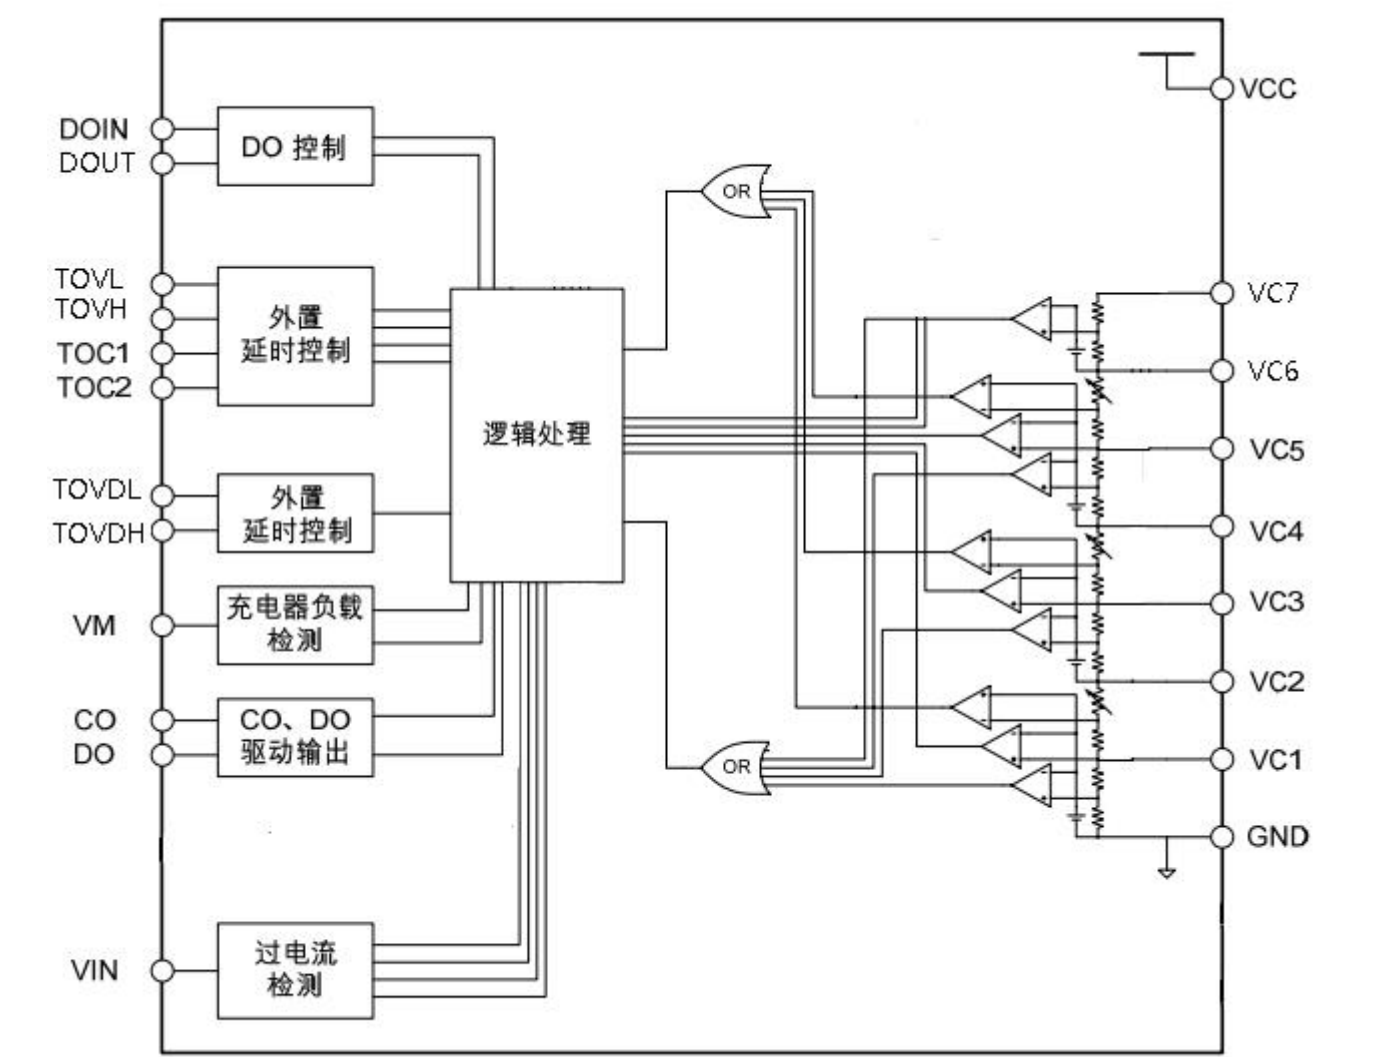 VCC
DOIN
DOUT
DO 控制
OR
TOVL
TOVH
TOC1
TOC2
外置
延时控制
VC7
VC6
逻辑处理
VC5
TOVDL
TOVDH
外置
延时控制
VC4
VM
充电器负载
检测
VC3
VC2
CO
DO
CO、DO
驱动输出
OR
VC1
GND
VIN
过电流
检测